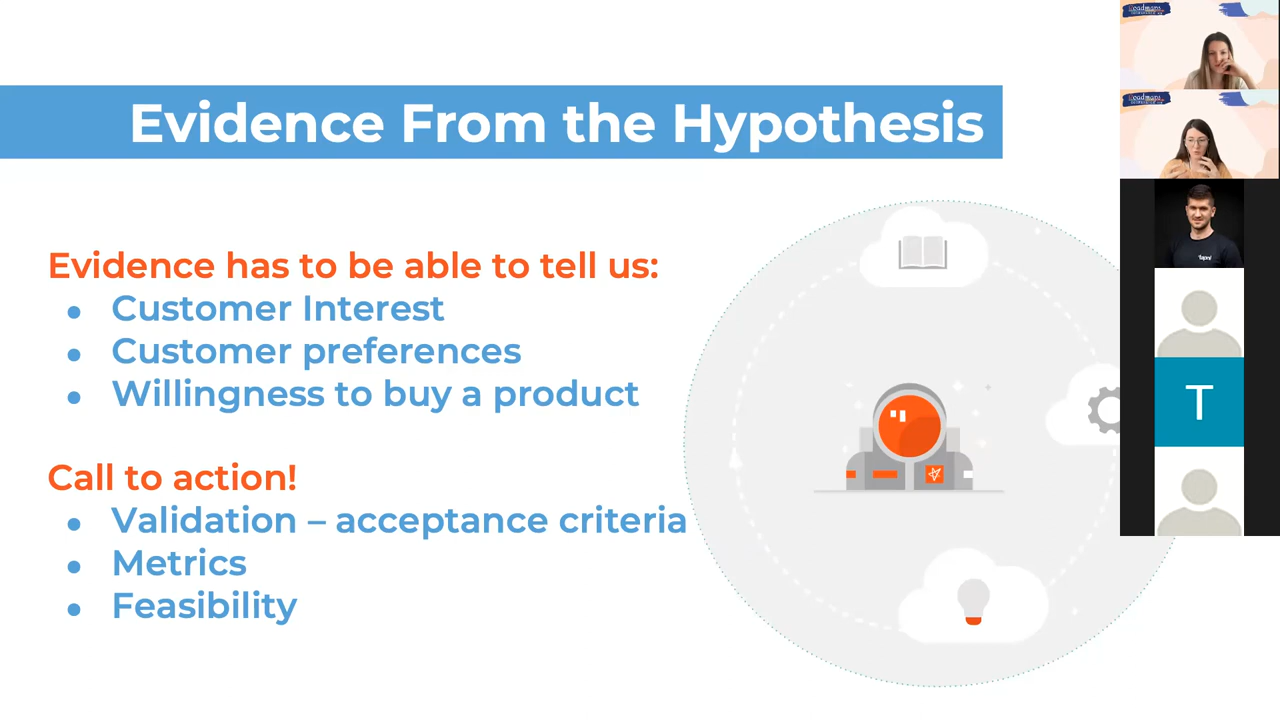 Evidence From the Hypothesis
Evidence has to be able to tell us:
● Customer Interest
● Customer preferences
● Willingness to buy a product
Call to action!
● Validation – acceptance criteria
● Metrics
● Feasibility
T